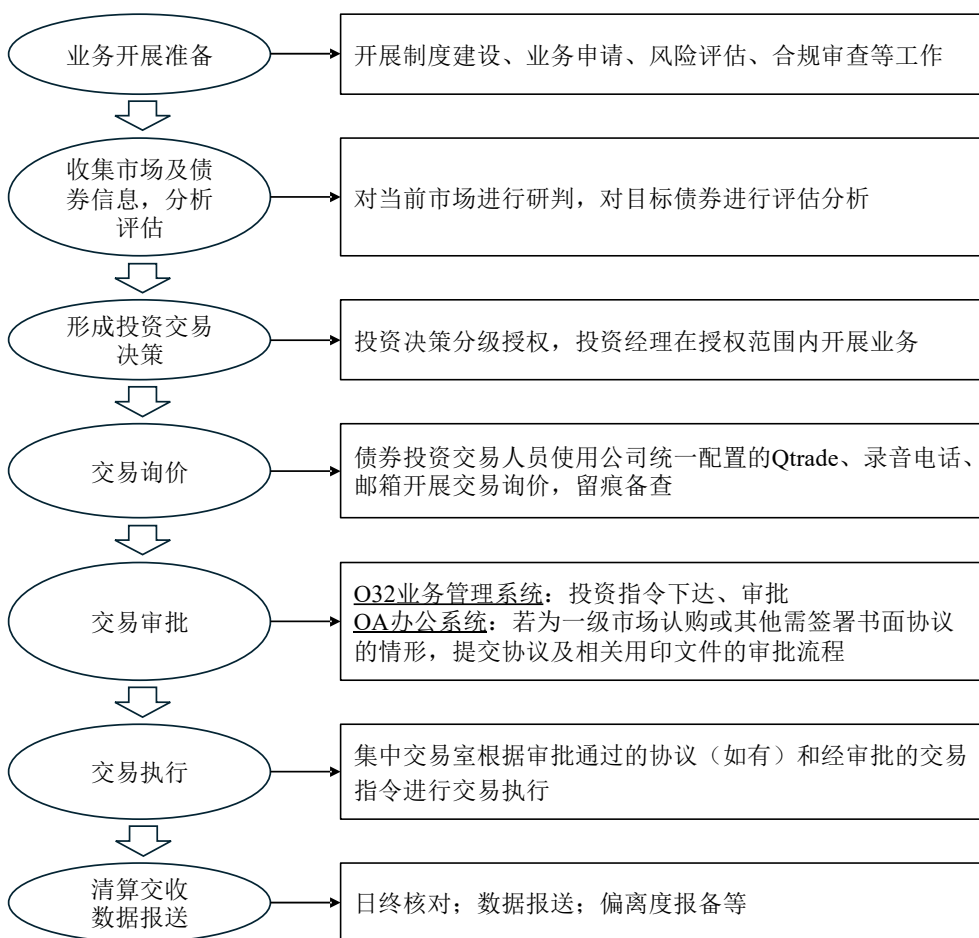 业务开展准备
开展制度建设、业务申请、风险评估、合规审查等工作
收集市场及债
券信息，分析
评估
对当前市场进行研判，对目标债券进行评估分析
形成投资交易
决策
投资决策分级授权，投资经理在授权范围内开展业务
交易询价
债券投资交易人员使用公司统一配置的Qtrade、录音电话、
邮箱开展交易询价，留痕备查
交易审批
O32业务管理系统：投资指令下达、审批
OA办公系统：若为一级市场认购或其他需签署书面协议
的情形，提交协议及相关用印文件的审批流程
交易执行
集中交易室根据审批通过的协议（如有）和经审批的交易
指令进行交易执行
清算交收
数据报送
日终核对；数据报送；偏离度报备等